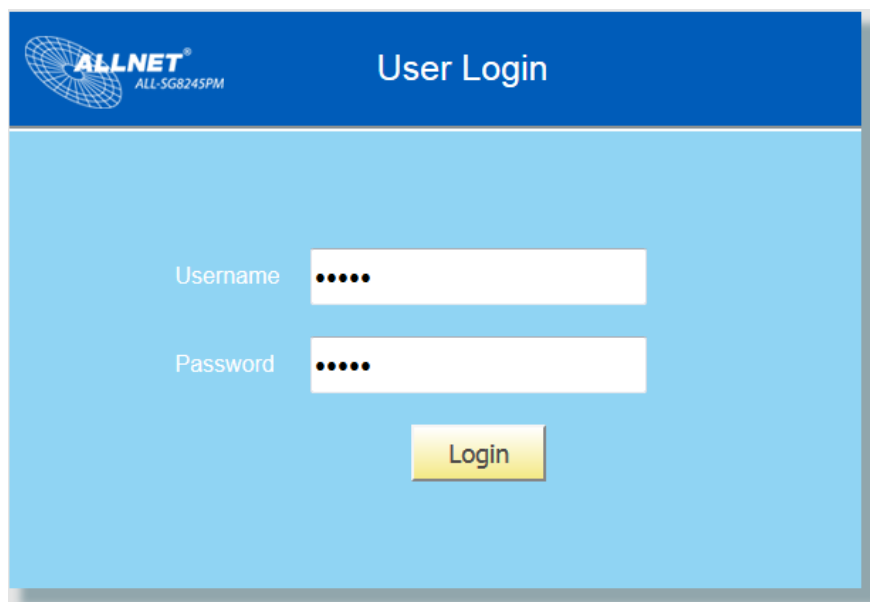 ALLNET®
ALL-SG8245PM
User Login
Username
•••••
Password
•••••
Login